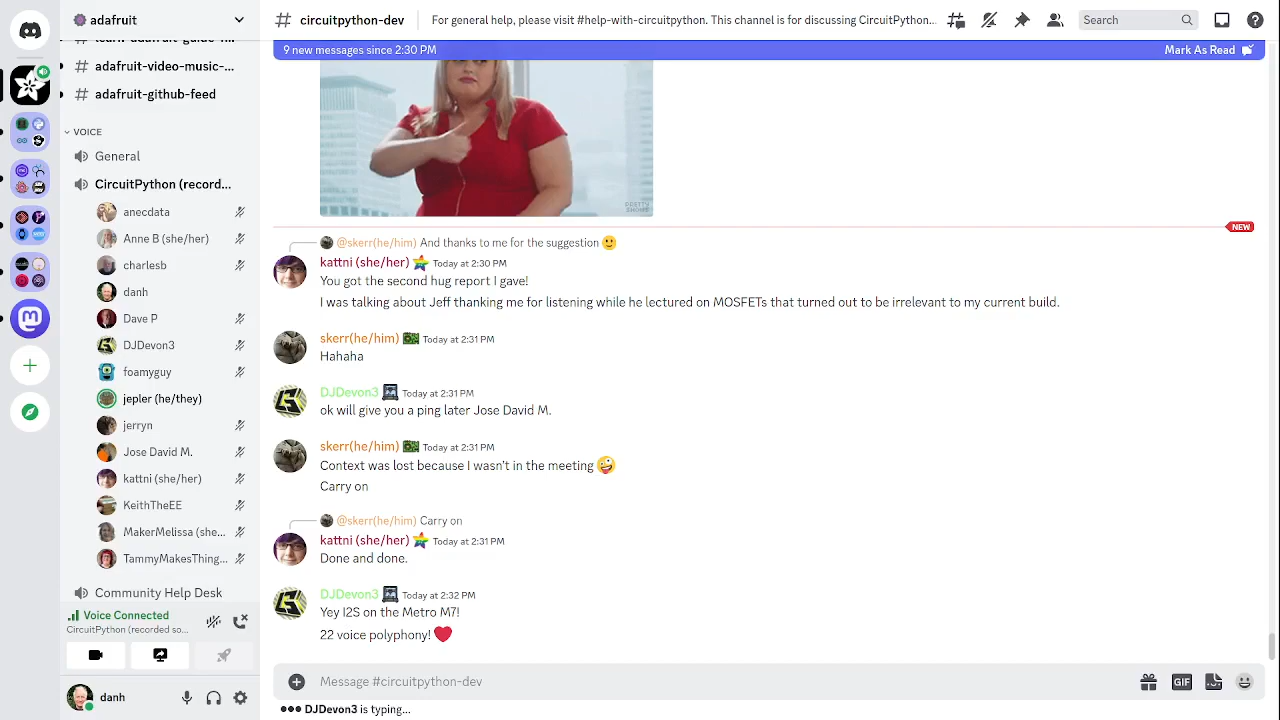 adafruit
# circuitpython-dev
For general help, please visit #help-with-circuitpython. This channel is for discussing CircuitPython...
Search
9 new messages since 2:30 PM
Mark As Read
# adafruit-video-music-...
# adafruit-github-feed
VOICE
General
CircuitPython (record...
anecdata
Anne B (she/her)
charlesb
danh
Dave P
DJDevon3
foamyguy
jepler (he/they)
jerryn
Jose David M.
kattni (she/her)
KeithTheEE
MakerMelissa (she...
TammyMakesThing...
Community Help Desk
Voice Connected
CircuitPython (recorded so...
danh
PRETTY
SHORT
NEW
@skerr(he/him) And thanks to me for the suggestion 🙂
kattni (she/her) Today at 2:30 PM
You got the second hug report I gave!
I was talking about Jeff thanking me for listening while he lectured on MOSFETs that turned out to be irrelevant to my current build.
skerr(he/him) Today at 2:31 PM
Hahaha
DJDevon3 Today at 2:31 PM
ok will give you a ping later Jose David M.
skerr(he/him) Today at 2:31 PM
Context was lost because I wasn't in the meeting 🤪
Carry on
@skerr(he/him) Carry on
kattni (she/her) Today at 2:31 PM
Done and done.
DJDevon3 Today at 2:32 PM
Yey I2S on the Metro M7!
22 voice polyphony! ❤️
Message #circuitpython-dev
GIF
DJDevon3 is typing...